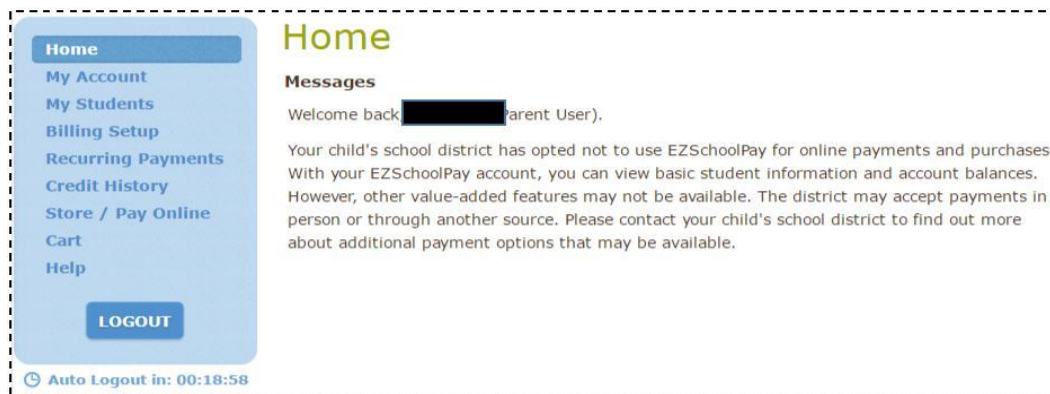 Home
My Account
My Students
Billing Setup
Recurring Payments
Credit History
Store / Pay Online
Cart
Help
LOGOUT
Auto Logout in: 00:18:58
Home
Messages
Welcome back arent User).
Your child's school district has opted not to use EZSchoolPay for online payments and purchases
With your EZSchoolPay account, you can view basic student information and account balances.
However, other value-added features may not be available. The district may accept payments in
person or through another source. Please contact your child's school district to find out more
about additional payment options that may be available.